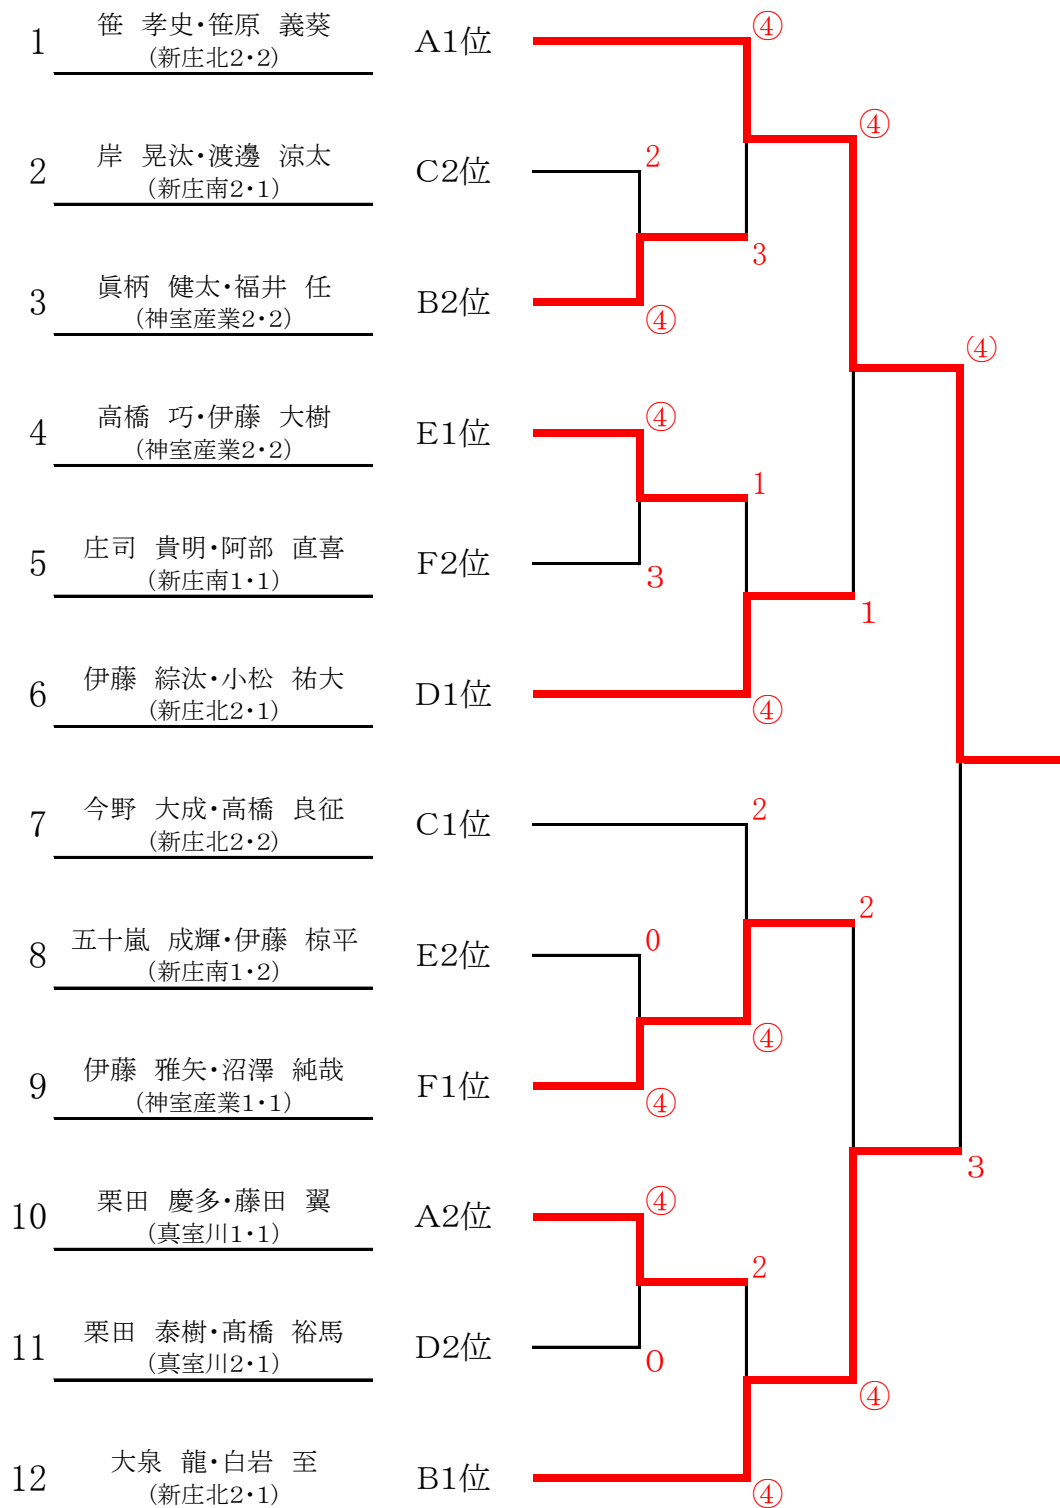 1 笹 孝史・笹原 義葵 A1位 ④
(新庄北2・2)
④
2 岸 晃汰・渡邊 涼太 C2位 2
(新庄南2・1)
3
3 眞柄 健太・福井 任 B2位 ④
(神室産業2・2)
④
4 高橋 巧・伊藤 大樹 E1位 ④
(神室産業2・2)
1
5 庄司 貴明・阿部 直喜 F2位 3
(新庄南1・1)
1
6 伊藤 綜汰・小松 祐大 D1位 ④
(新庄北2・1)
7 今野 大成・高橋 良征 C1位 2
(新庄北2・2)
2
8 五十嵐 成輝・伊藤 椋平 E2位 0
(新庄南1・2)
④
9 伊藤 雅矢・沼澤 純哉 F1位 ④
(神室産業1・1)
3
10 栗田 慶多・藤田 翼 A2位 ④
(真室川1・1)
2
11 栗田 泰樹・髙橋 裕馬 D2位 0
(真室川2・1)
④
12 大泉 龍・白岩 至 B1位 ④
(新庄北2・1)